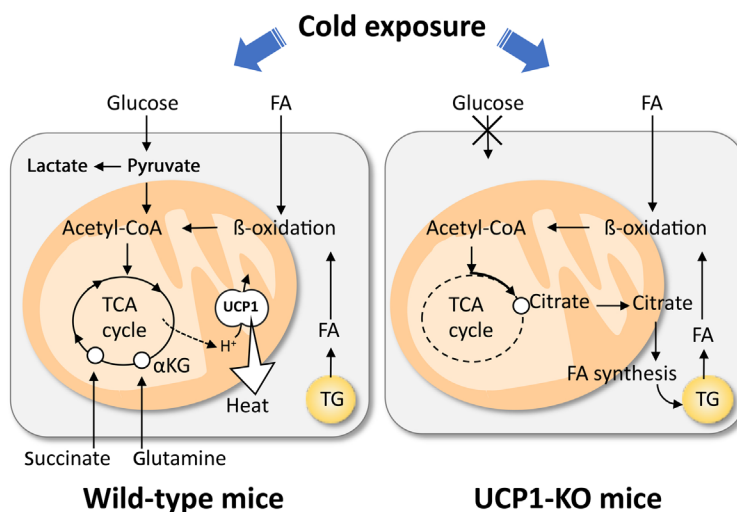 Cold exposure
Glucose
FA
Lactate
Pyruvate
Acetyl-CoA
ß-oxidation
TCA
cycle
UCP1
H⁺
αKG
Heat
FA
TG
Succinate
Glutamine
Wild-type mice
Glucose
FA
Acetyl-CoA
ß-oxidation
TCA
cycle
Citrate
Citrate
FA
FA synthesis
TG
UCP1-KO mice